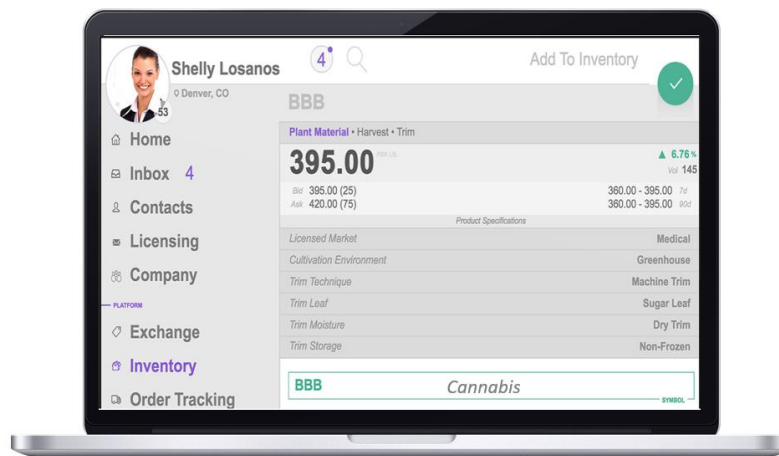 Shelly Losanos
Denver, CO
53
4
Add To Inventory
Home
Inbox 4
Contacts
Licensing
Company
PLATFORM
Exchange
Inventory
Order Tracking
BBB
Plant Material • Harvest • Trim
395.00
▲ 6.76 %
Vol 145
Bid 395.00 (25) 360.00 - 395.00 7d
Ask 420.00 (75) 360.00 - 395.00 90d
Product Specifications
Licensed Market Medical
Cultivation Environment Greenhouse
Trim Technique Machine Trim
Trim Leaf Sugar Leaf
Trim Moisture Dry Trim
Trim Storage Non-Frozen
BBB Cannabis
SYMBOL